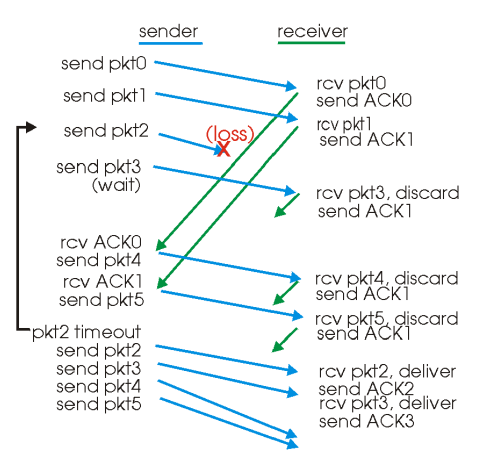 sender
receiver
send pkt0
send pkt1
send pkt2
(loss)
X
send pkt3
(wait)
rcv pkt0
send ACK0
rcv pkt1
send ACK1
rcv pkt3, discard
send ACK1
rcv ACK0
send pkt4
rcv ACK1
send pkt5
rcv pkt4, discard
send ACK1
rcv pkt5, discard
send ACK1
pkt2 timeout
send pkt2
send pkt3
send pkt4
send pkt5
rcv pkt2, deliver
send ACK2
rcv pkt3, deliver
send ACK3